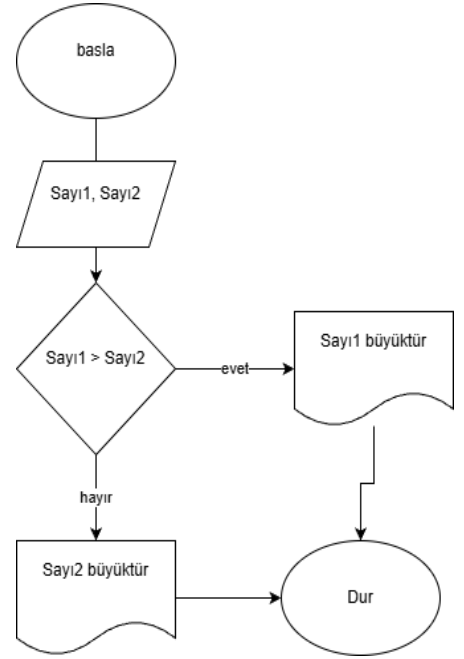 basla
Sayı1, Sayı2
Sayı1 > Sayı2
evet
Sayı1 büyüktür
hayır
Sayı2 büyüktür
Dur